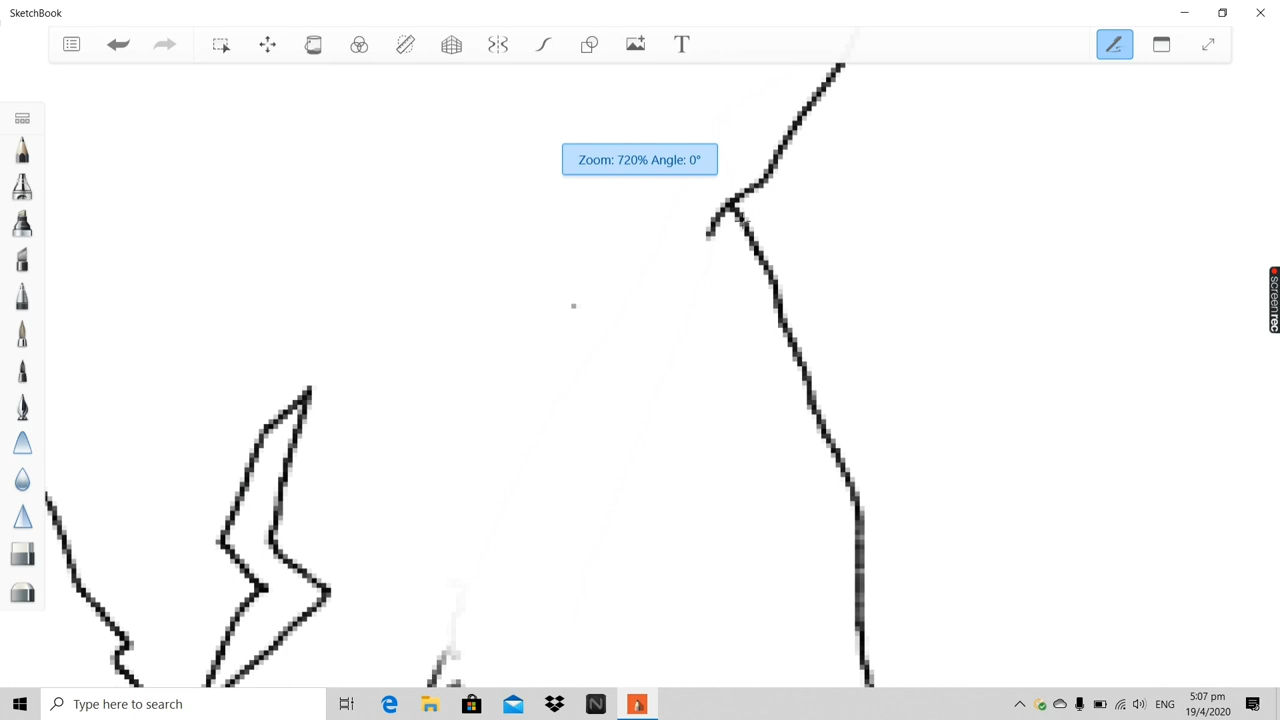 SketchBook
T
Zoom: 720% Angle: 0°
screenrec
N
Type here to search
ENG
5:07 pm
19/4/2020